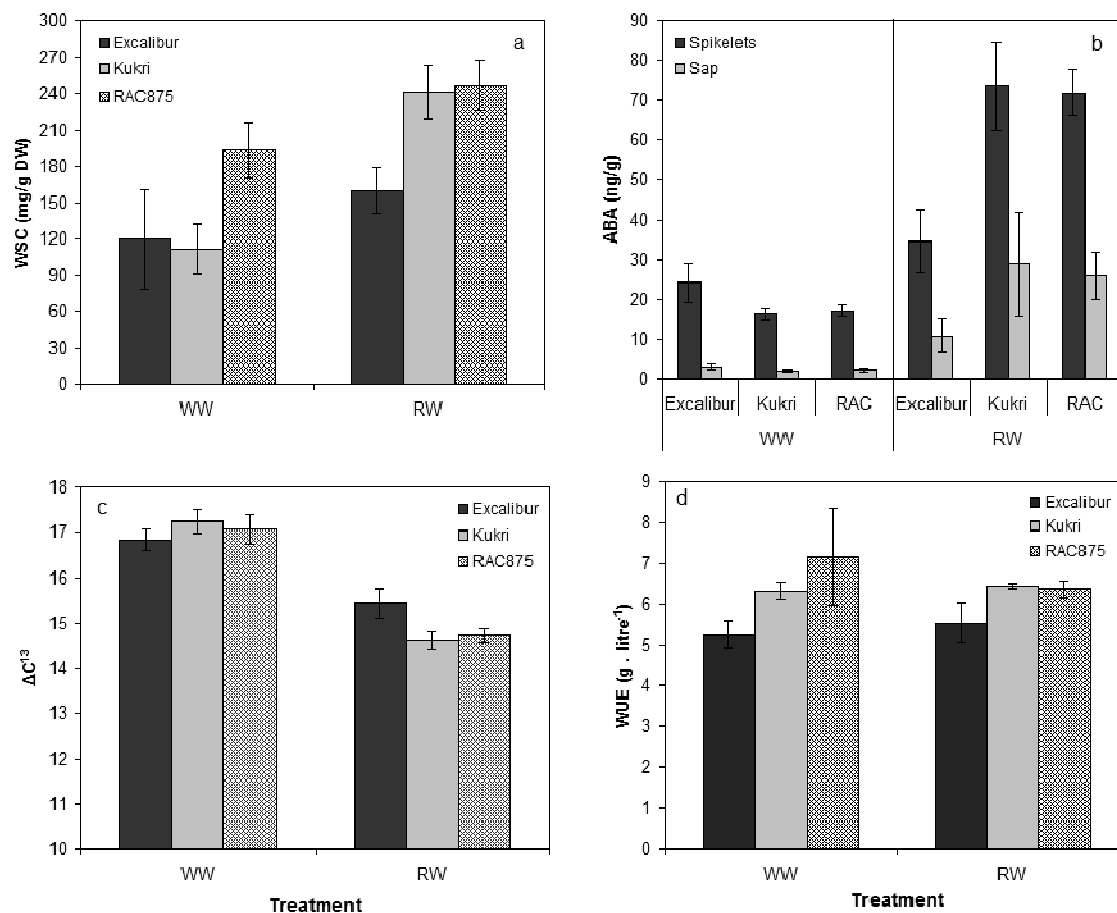 a
Excalibur
Kukri
RAC875
WSC (mg/g DW)
300
270
240
210
180
150
120
90
60
30
0
WW RW
b
Spikelets
Sap
ABA (ng/g)
90
80
70
60
50
40
30
20
10
0
Excalibur Kukri RAC Excalibur Kukri RAC
WW RW
c
Excalibur
Kukri
RAC875
ΔC¹³
18
17
16
15
14
13
12
11
10
WW RW
Treatment
d
Excalibur
Kukri
RAC875
WUE (g . litre⁻¹)
9
8
7
6
5
4
3
2
1
0
WW RW
Treatment